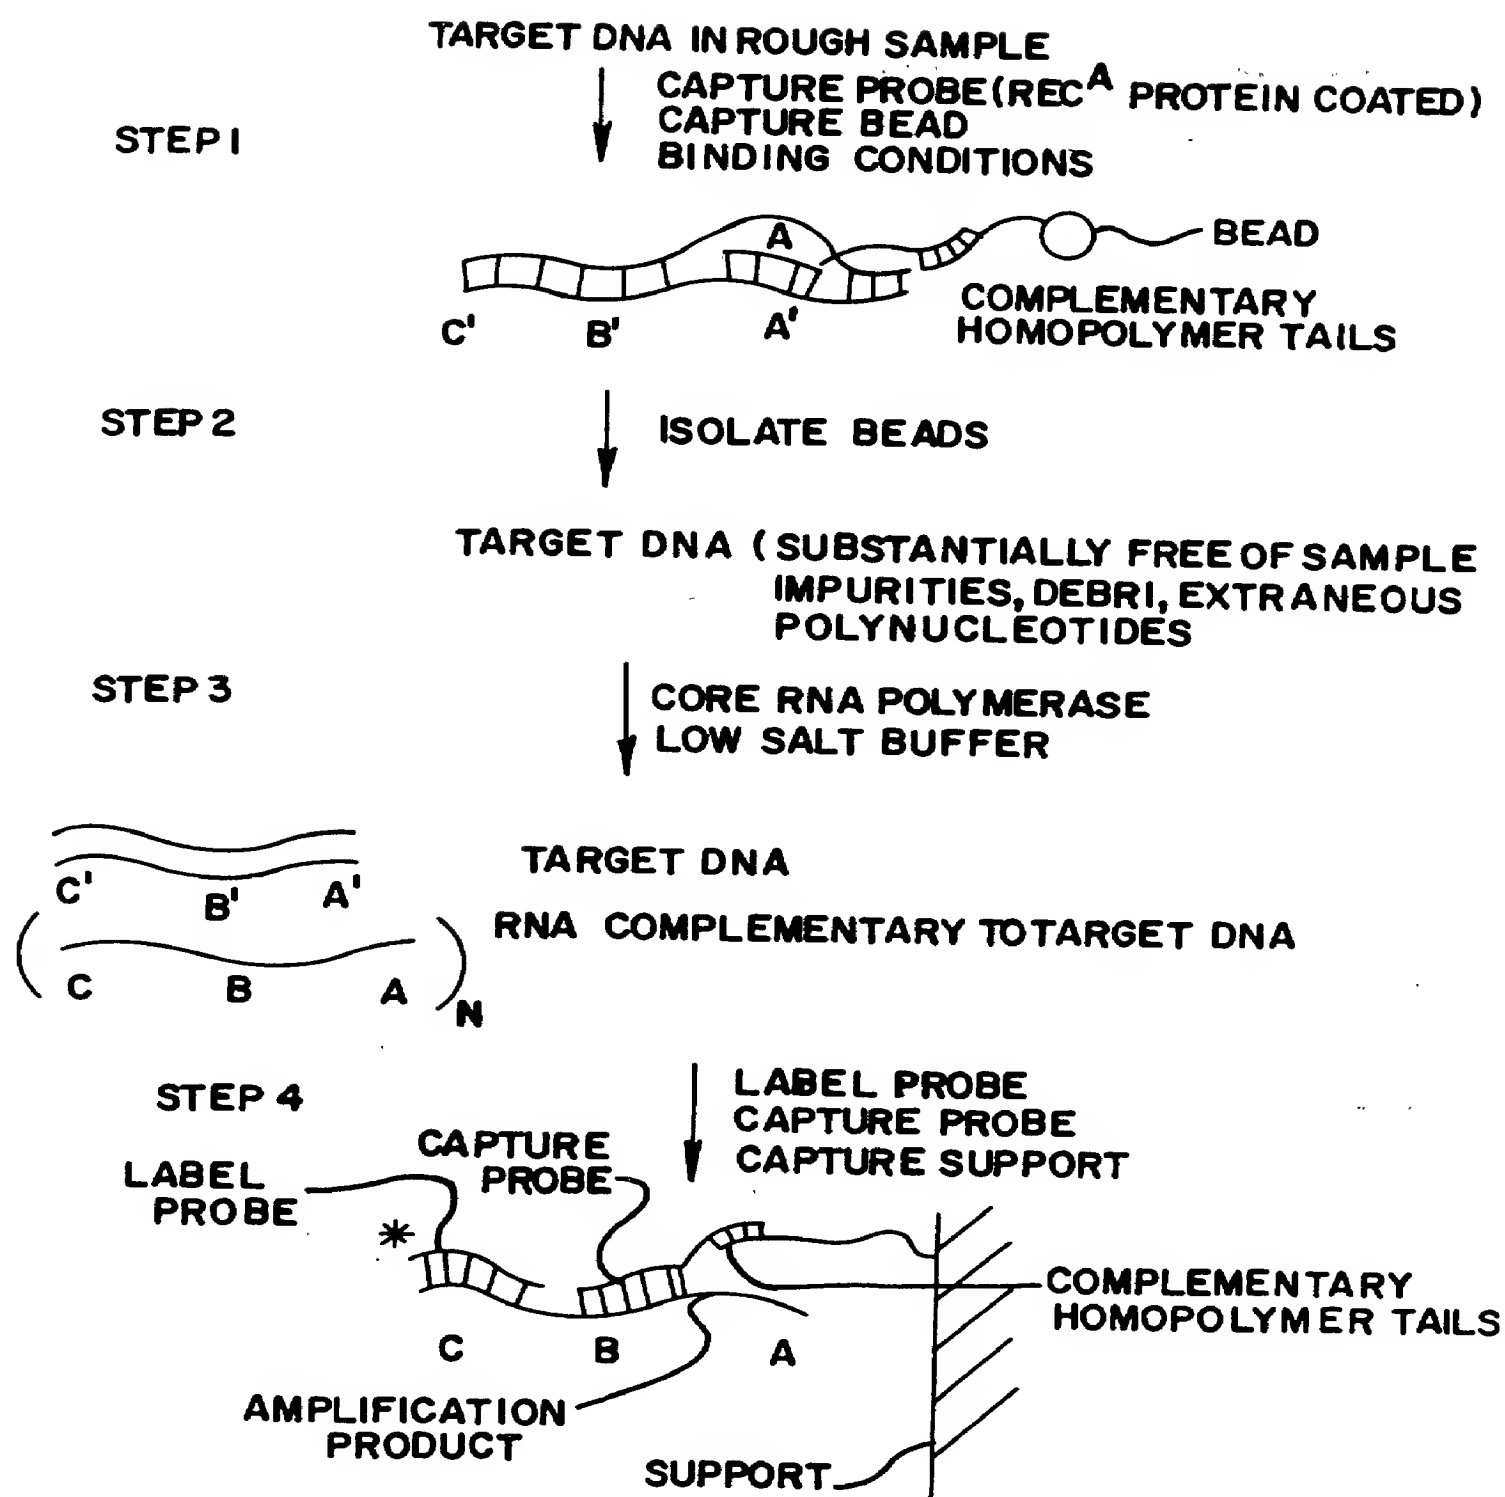 TARGET DNA IN ROUGH SAMPLE
STEP 1
CAPTURE PROBE (REC^A PROTEIN COATED)
CAPTURE BEAD
BINDING CONDITIONS
A
BEAD
C' B' A'
COMPLEMENTARY
HOMOPOLYMER TAILS
STEP 2
ISOLATE BEADS
TARGET DNA (SUBSTANTIALLY FREE OF SAMPLE
IMPURITIES, DEBRI, EXTRANEOUS
POLYNUCLEOTIDES
STEP 3
CORE RNA POLYMERASE
LOW SALT BUFFER
TARGET DNA
C' B' A'
RNA COMPLEMENTARY TO TARGET DNA
( C B A )N
STEP 4
LABEL PROBE
CAPTURE PROBE
CAPTURE SUPPORT
CAPTURE
PROBE
LABEL
PROBE
*
COMPLEMENTARY
HOMOPOLYMER TAILS
C B A
AMPLIFICATION
PRODUCT
SUPPORT